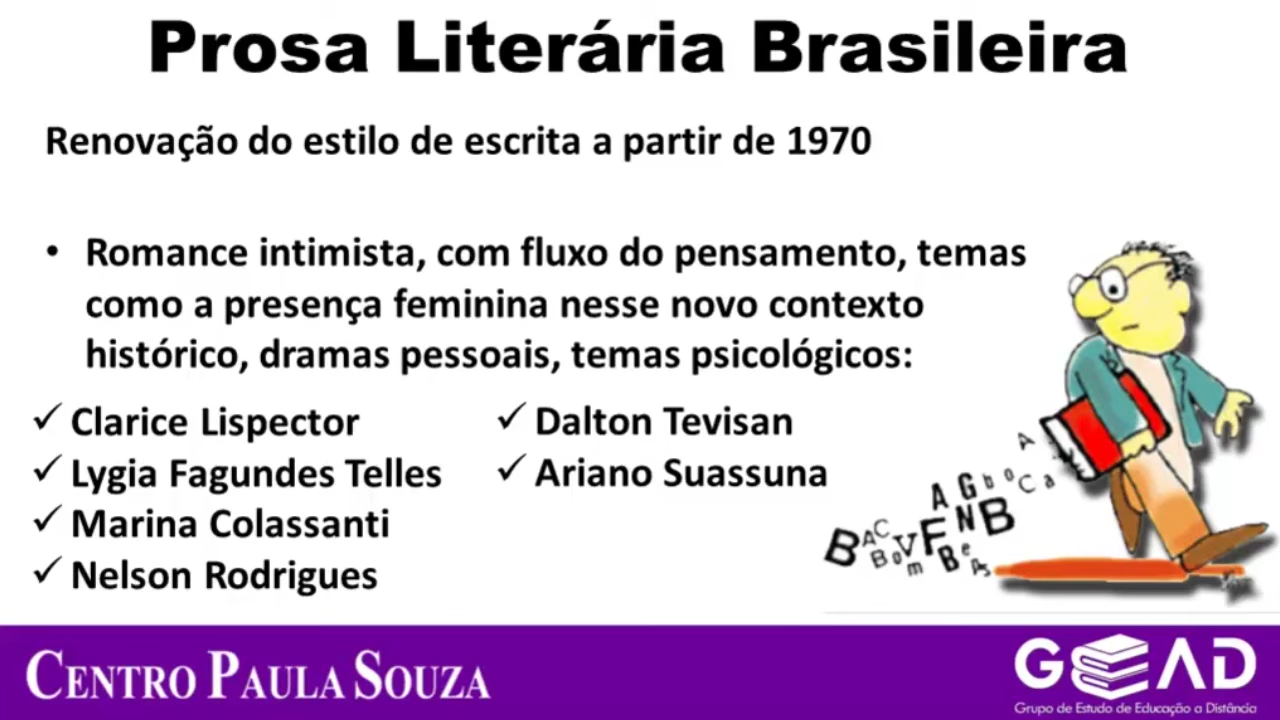 Prosa Literária Brasileira
Renovação do estilo de escrita a partir de 1970
• Romance intimista, com fluxo do pensamento, temas
como a presença feminina nesse novo contexto
histórico, dramas pessoais, temas psicológicos:
✓ Clarice Lispector
✓ Lygia Fagundes Telles
✓ Marina Colassanti
✓ Nelson Rodrigues
✓ Dalton Tevisan
✓ Ariano Suassuna
CENTRO PAULA SOUZA
GEAD
Grupo de Estudo de Educação a Distância